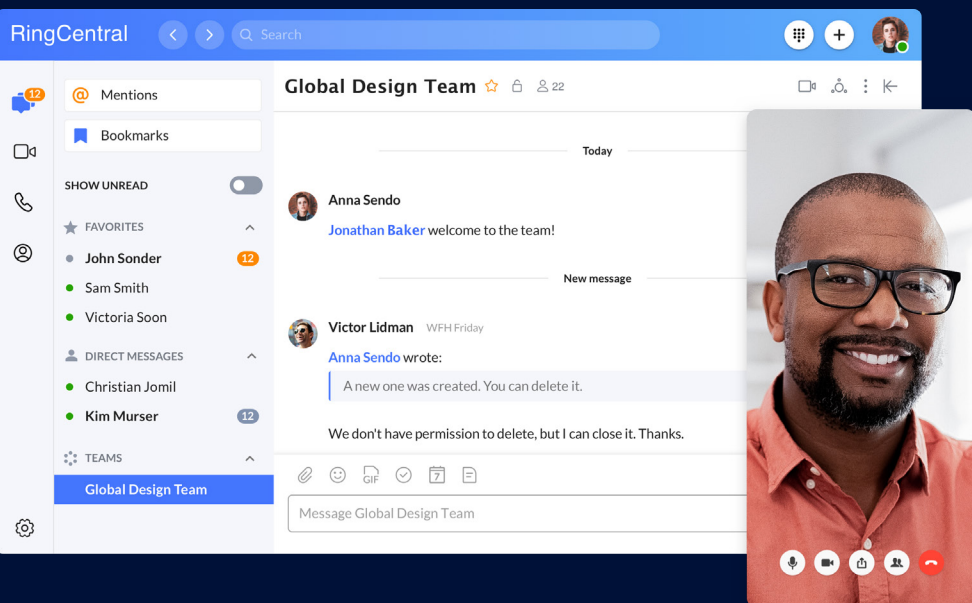 RingCentral
Search
12
Mentions
Bookmarks
SHOW UNREAD
FAVORITES
John Sonder 12
Sam Smith
Victoria Soon
DIRECT MESSAGES
Christian Jomil
Kim Murser 12
TEAMS
Global Design Team
Global Design Team 22
Today
Anna Sendo
Jonathan Baker welcome to the team!
New message
Victor Lidman WFH Friday
Anna Sendo wrote:
A new one was created. You can delete it.
We don't have permission to delete, but I can close it. Thanks.
GIF 7
Message Global Design Team